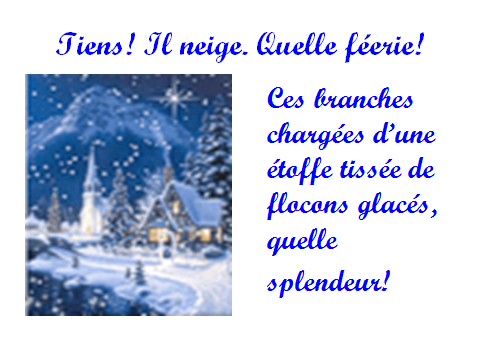 Tiens! Il neige. Quelle féerie!
Ces branches
chargées d'une
étoffe tissée de
flocons glacés,
quelle
splendeur!